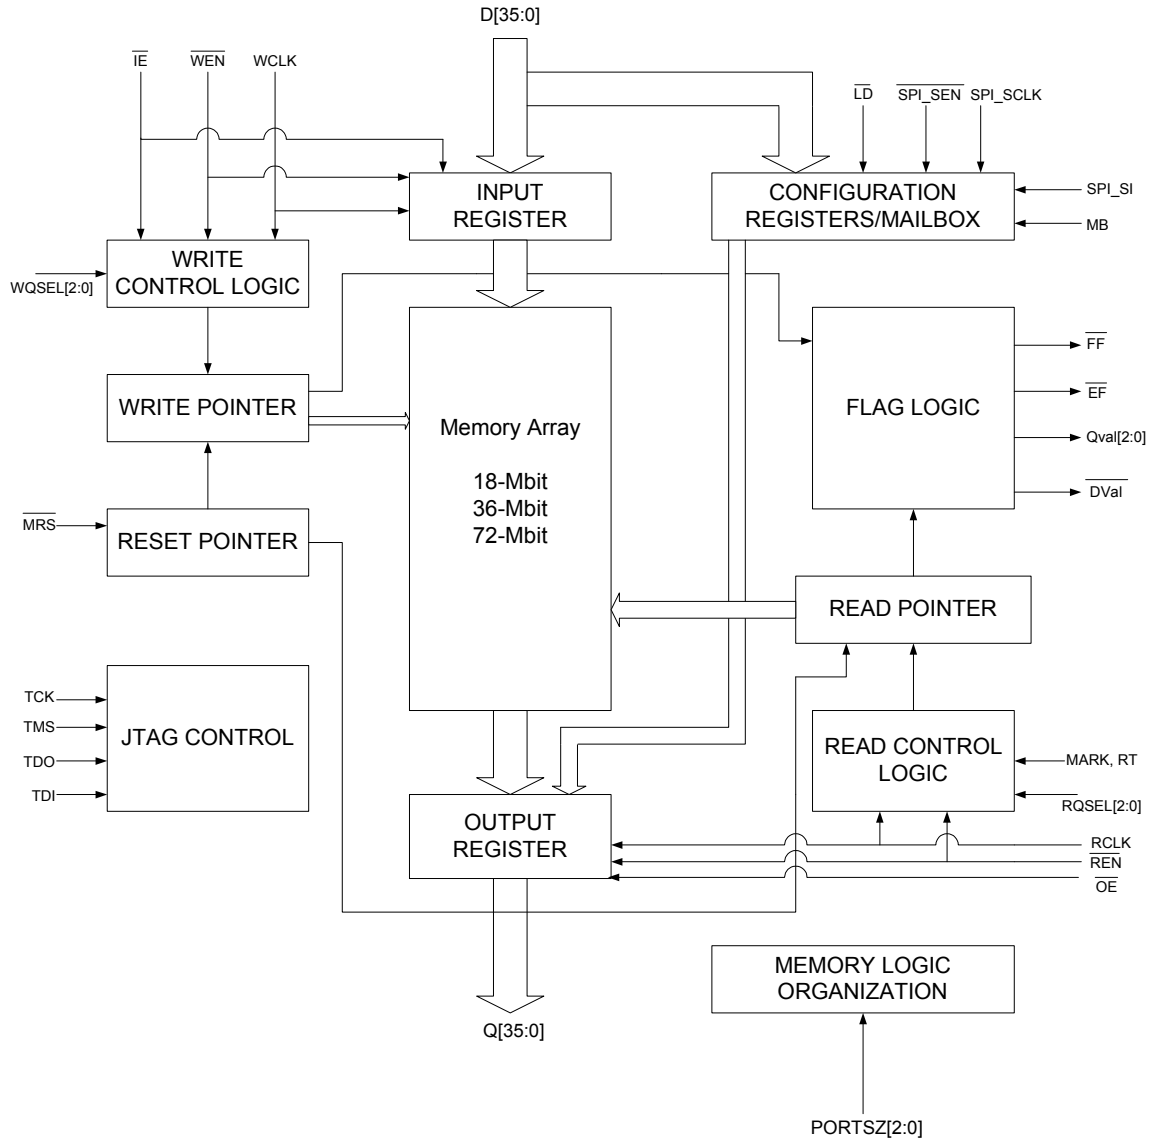 D[35:0]
IE
WEN
WCLK
LD
SPI_SEN
SPI_SCLK
INPUT
REGISTER
CONFIGURATION
REGISTERS/MAILBOX
SPI_SI
MB
WRITE
CONTROL LOGIC
WQSEL[2:0]
Memory Array
18-Mbit
36-Mbit
72-Mbit
FLAG LOGIC
FF
EF
Qval[2:0]
DVal
WRITE POINTER
MRS
RESET POINTER
READ POINTER
TCK
TMS
TDO
TDI
JTAG CONTROL
READ CONTROL
LOGIC
MARK, RT
RQSEL[2:0]
OUTPUT
REGISTER
RCLK
REN
OE
MEMORY LOGIC
ORGANIZATION
Q[35:0]
PORTSZ[2:0]